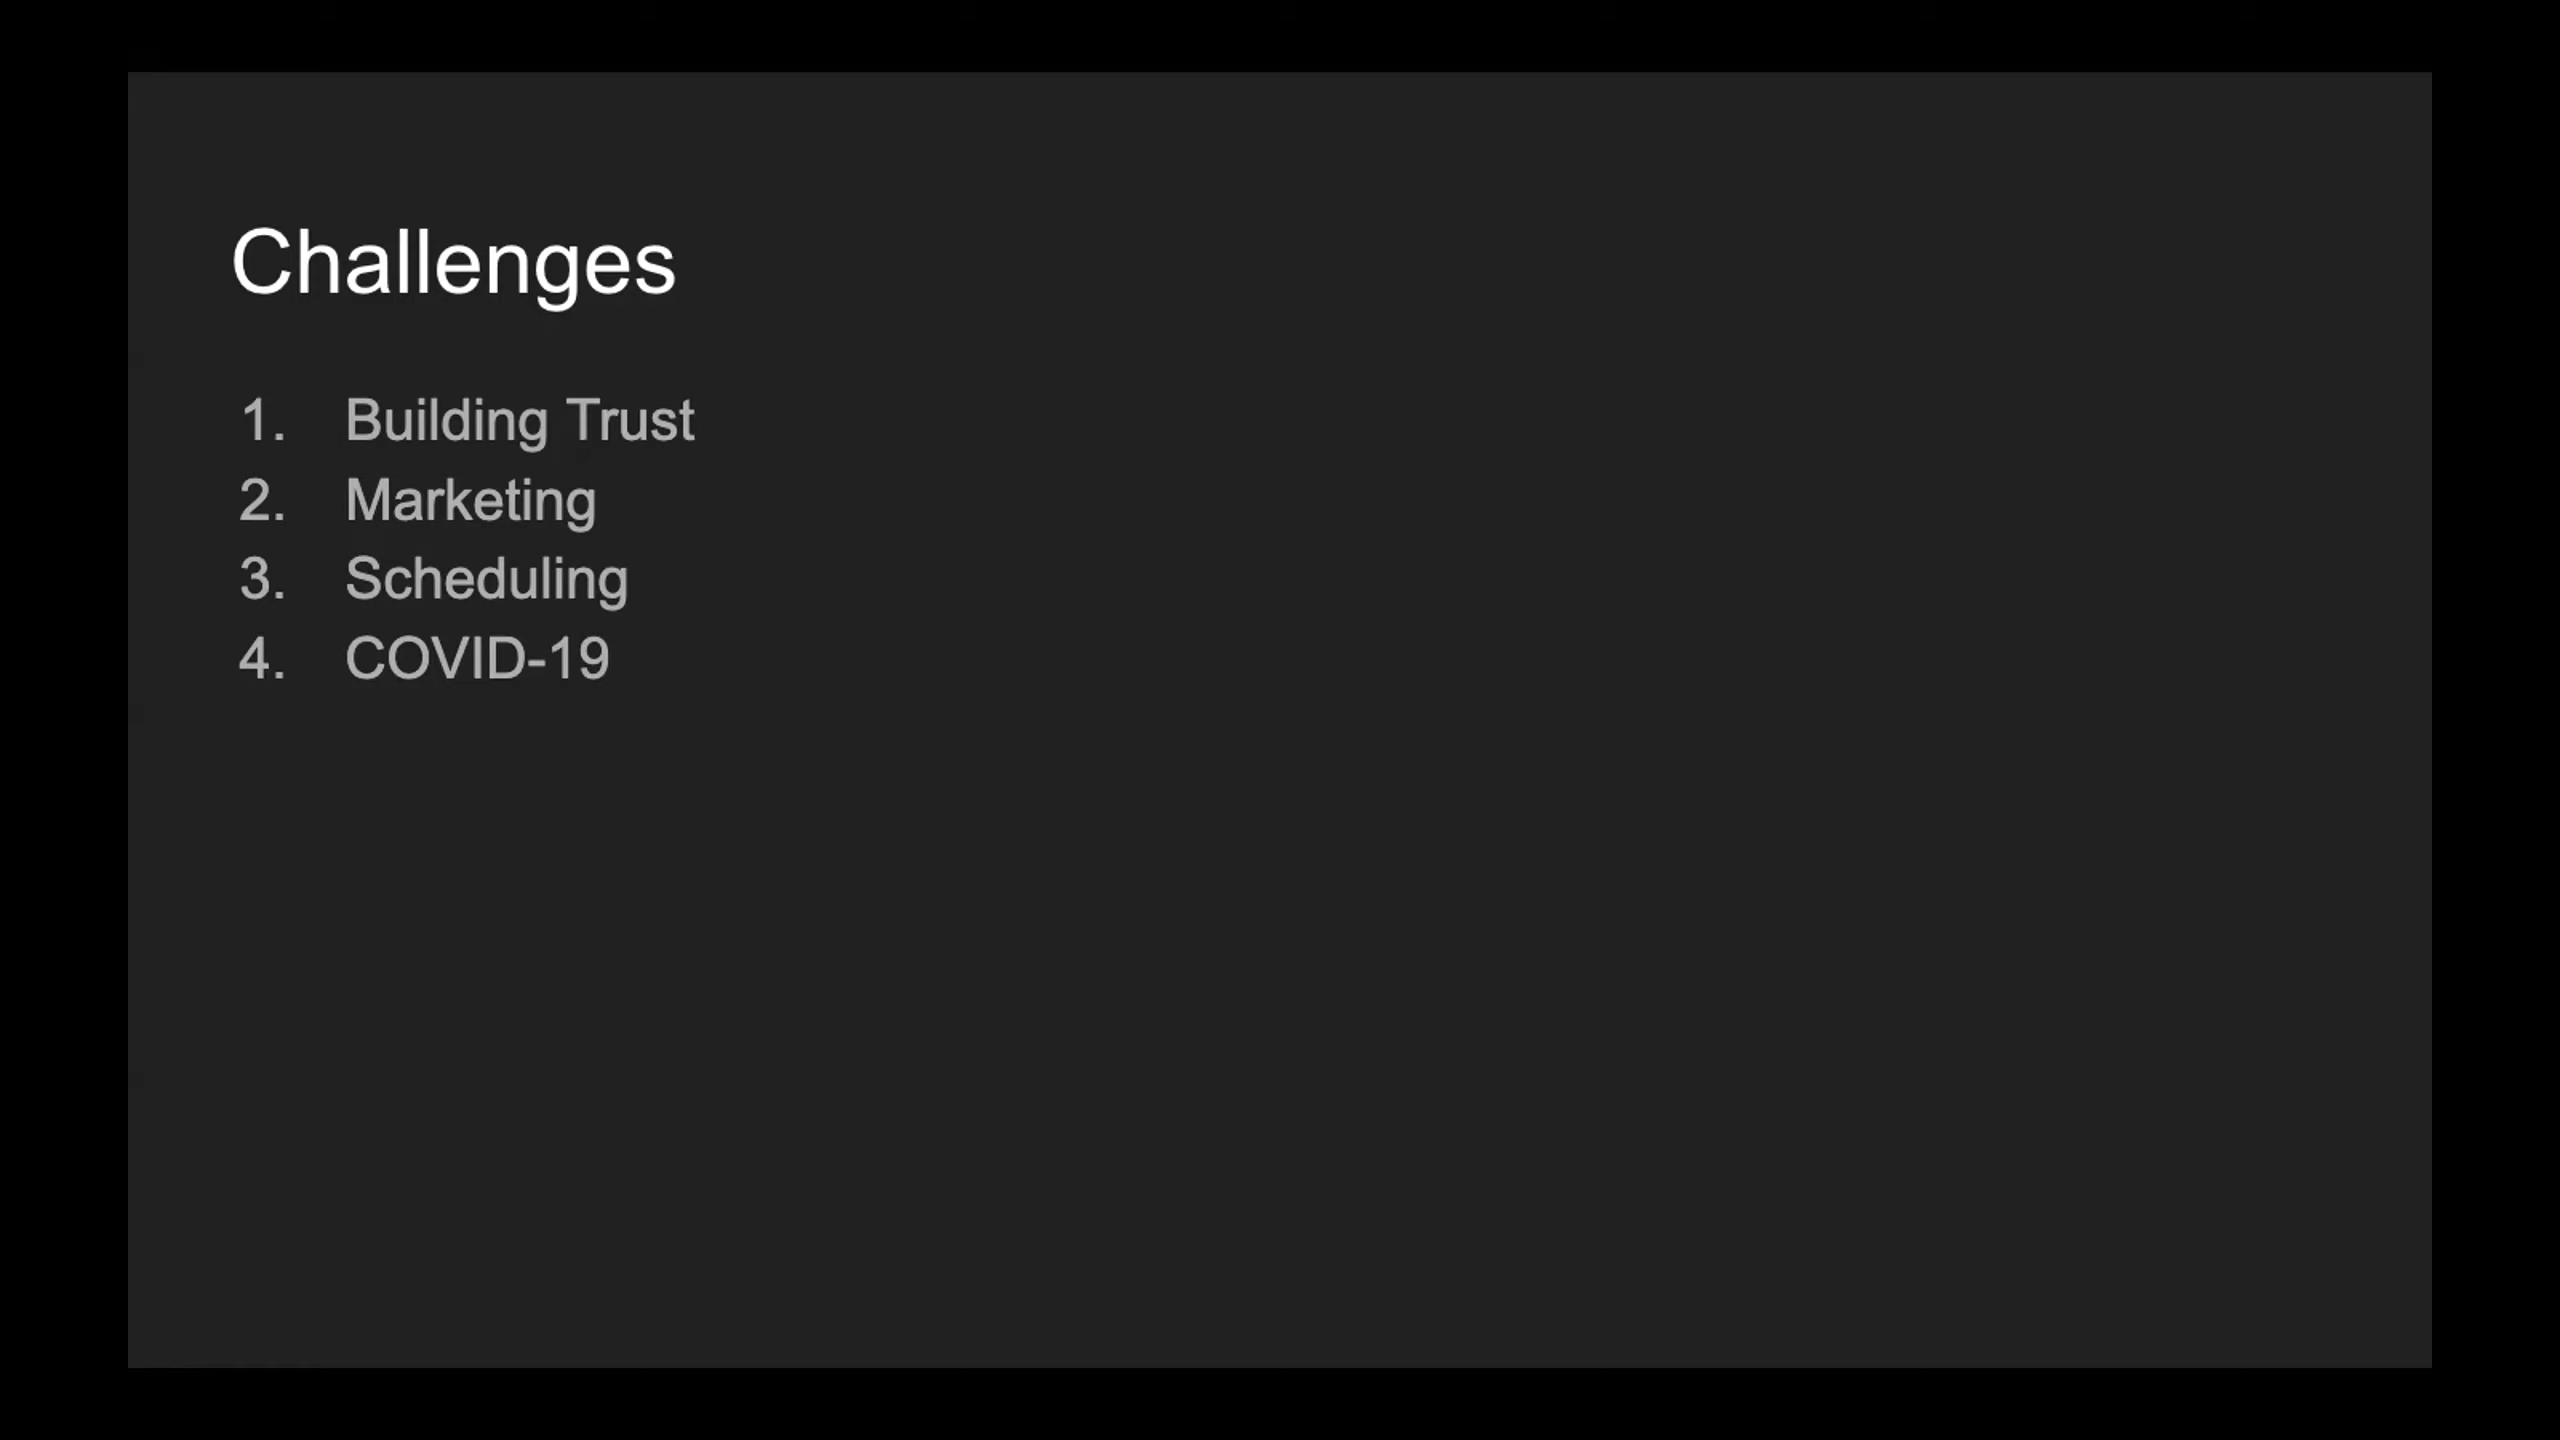 Challenges
1. Building Trust
2. Marketing
3. Scheduling
4. COVID-19